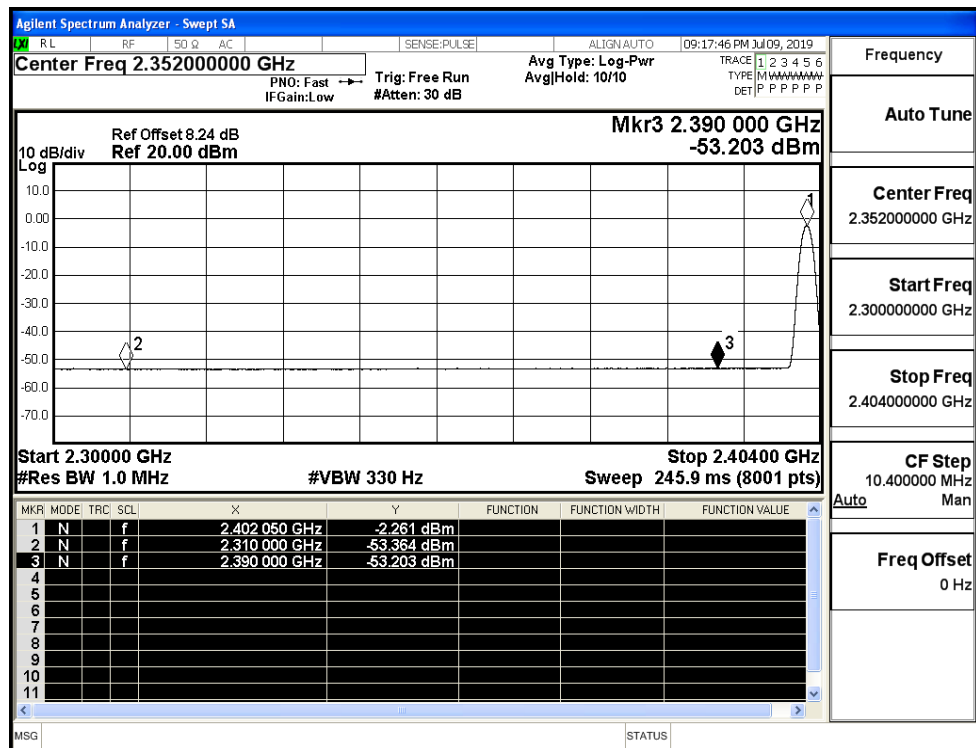 Agilent Spectrum Analyzer - Swept SA
LXI RL RF 50 Ω AC SENSE:PULSE ALIGN AUTO 09:17:46 PM Jul 09, 2019
Center Freq 2.352000000 GHz
PNO: Fast
IFGain:Low
Trig: Free Run
#Atten: 30 dB
Avg Type: Log-Pwr
Avg|Hold: 10/10
TRACE 1 2 3 4 5 6
TYPE M W W W W W
DET P P P P P P
Ref Offset 8.24 dB
Ref 20.00 dBm
10 dB/div
Log
Mkr3 2.390 000 GHz
-53.203 dBm
10.0
0.00
-10.0
-20.0
-30.0
-40.0
-50.0
-60.0
-70.0
1
2
3
Start 2.30000 GHz Stop 2.40400 GHz
#Res BW 1.0 MHz #VBW 330 Hz Sweep 245.9 ms (8001 pts)
MKR MODE TRC SCL X Y FUNCTION FUNCTION WIDTH FUNCTION VALUE
1 N f 2.402 050 GHz -2.261 dBm
2 N f 2.310 000 GHz -53.364 dBm
3 N f 2.390 000 GHz -53.203 dBm
4
5
6
7
8
9
10
11
MSG STATUS
Frequency
Auto Tune
Center Freq
2.352000000 GHz
Start Freq
2.300000000 GHz
Stop Freq
2.404000000 GHz
CF Step
10.400000 MHz
Auto Man
Freq Offset
0 Hz